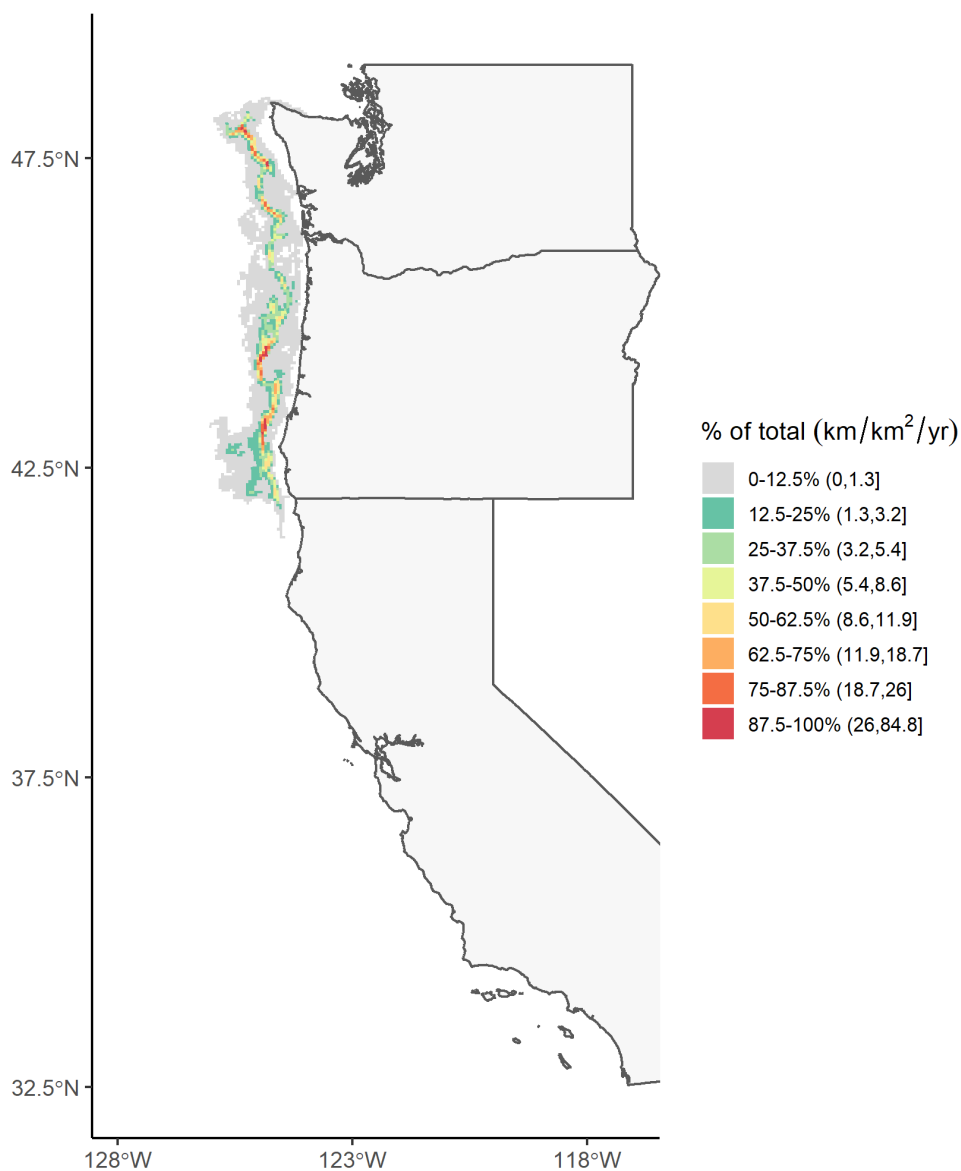 47.5°N
42.5°N
37.5°N
32.5°N
128°W 123°W 118°W
% of total (km/km²/yr)
0-12.5% (0,1.3]
12.5-25% (1.3,3.2]
25-37.5% (3.2,5.4]
37.5-50% (5.4,8.6]
50-62.5% (8.6,11.9]
62.5-75% (11.9,18.7]
75-87.5% (18.7,26]
87.5-100% (26,84.8]